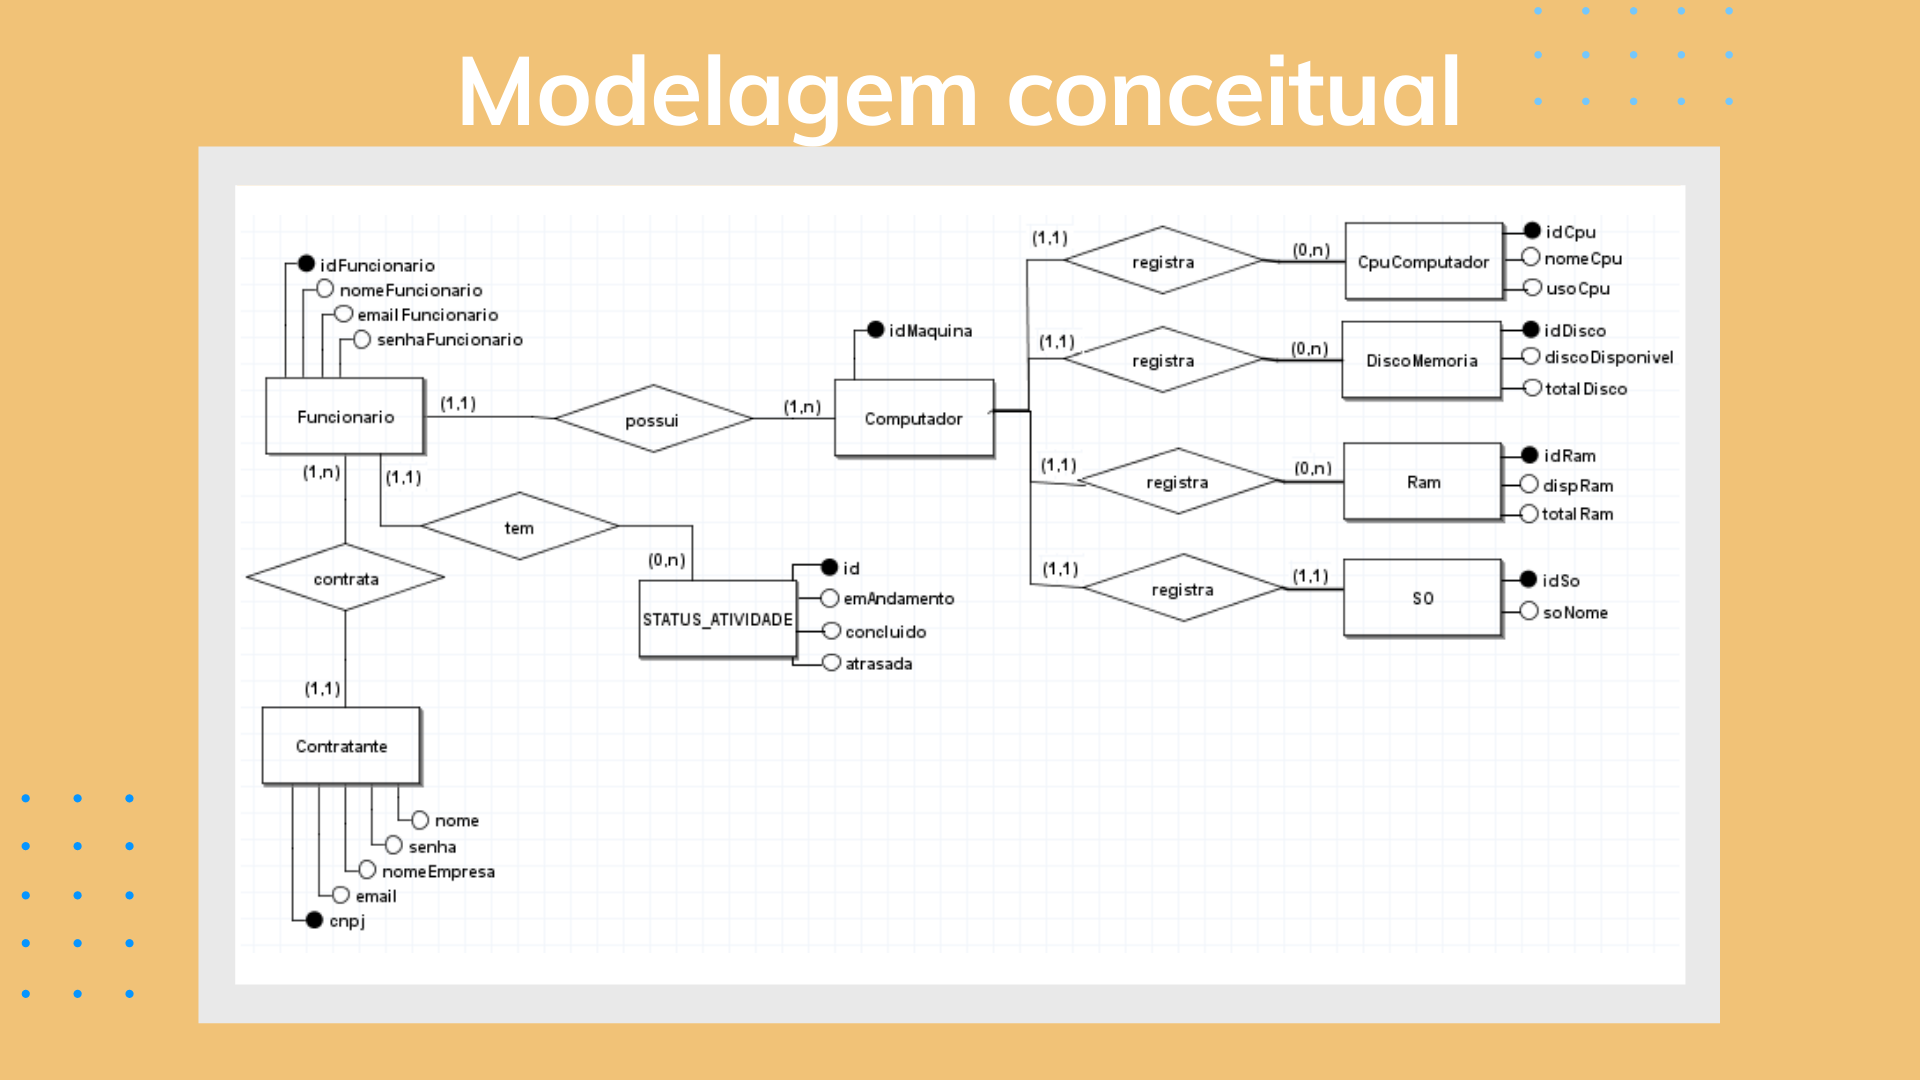 Modelagem conceitual
idFuncionario
nomeFuncionario
emailFuncionario
senhaFuncionario
Funcionario
(1,1)
possui
(1,n)
idMaquina
Computador
(1,1)
registra
(0,n)
CpuComputador
idCpu
nomeCpu
usoCpu
(1,1)
registra
(0,n)
DiscoMemoria
idDisco
discoDisponivel
totalDisco
(1,1)
registra
(0,n)
Ram
idRam
dispRam
totalRam
(1,1)
registra
(1,1)
SO
idSo
soNome
(1,n)
(1,1)
tem
(0,n)
STATUS_ATIVIDADE
id
emAndamento
concluido
atrasada
contrata
(1,1)
Contratante
nome
senha
nomeEmpresa
email
cnpj